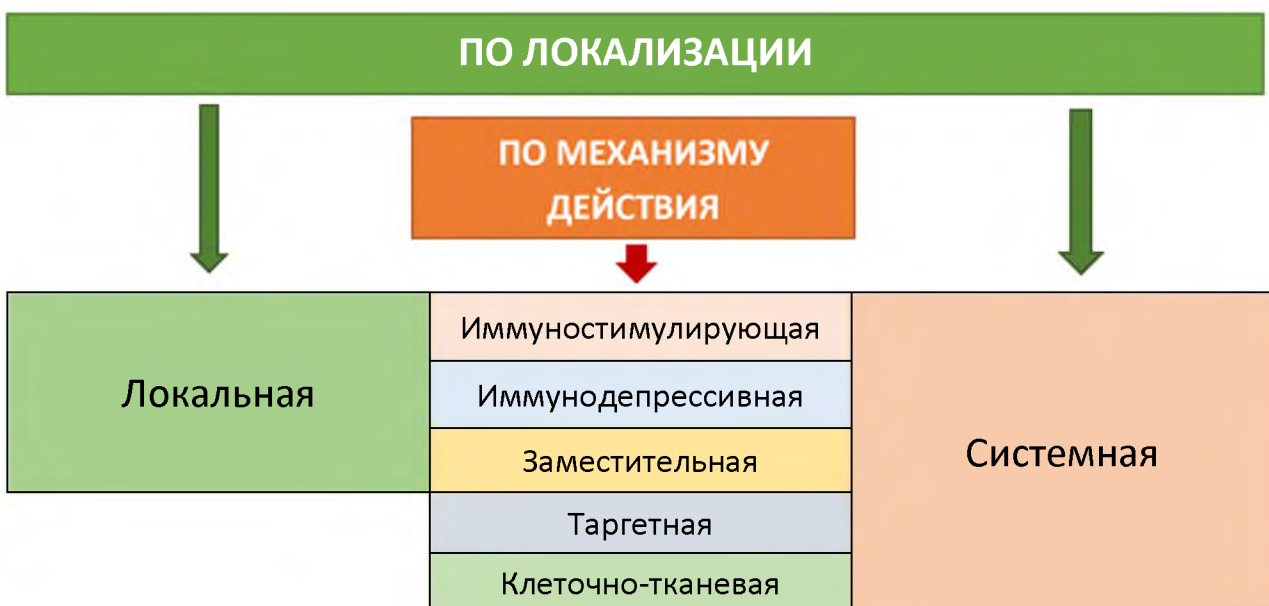 ПО ЛОКАЛИЗАЦИИ
ПО МЕХАНИЗМУ
ДЕЙСТВИЯ
Локальная
Иммуностимулирующая
Иммунодепрессивная
Заместительная
Таргетная
Клеточно-тканевая
Системная